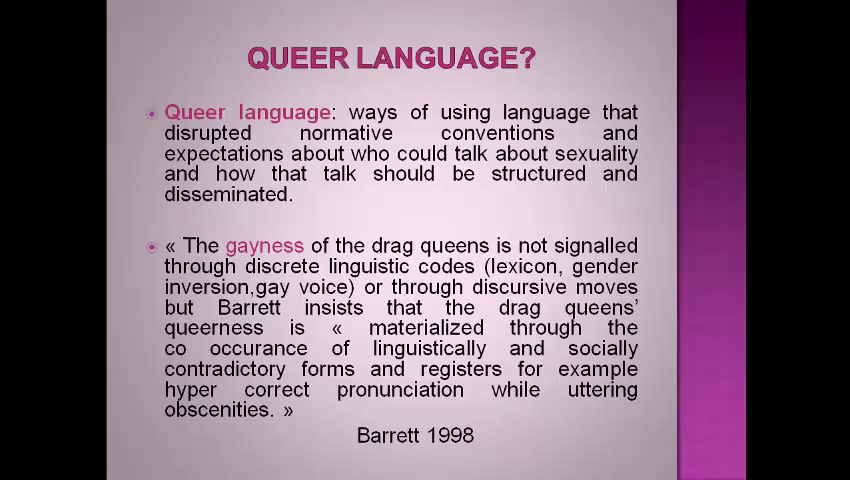 QUEER LANGUAGE?
Queer language: ways of using language that
disrupted normative conventions and
expectations about who could talk about sexuality
and how that talk should be structured and
disseminated.
« The gayness of the drag queens is not signalled
through discrete linguistic codes (lexicon, gender
inversion,gay voice) or through discursive moves
but Barrett insists that the drag queens’
queerness is « materialized through the
co occurance of linguistically and socially
contradictory forms and registers for example
hyper correct pronunciation while uttering
obscenities. »
Barrett 1998